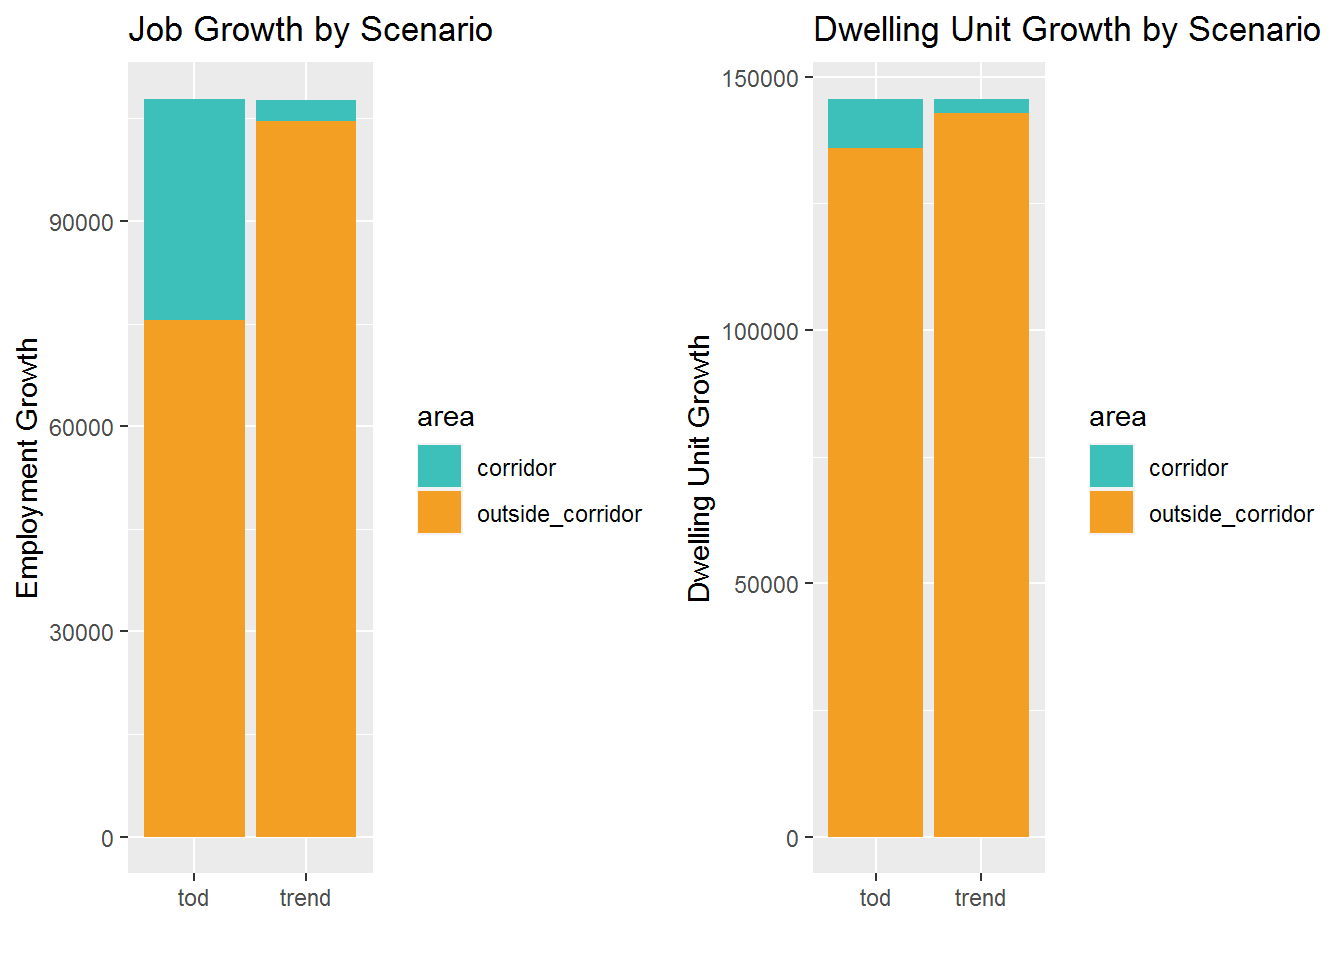 Job Growth by Scenario
Employment Growth
90000
60000
30000
0
tod
trend
area
corridor
outside_corridor
Dwelling Unit Growth by Scenario
Dwelling Unit Growth
150000
100000
50000
0
tod
trend
area
corridor
outside_corridor